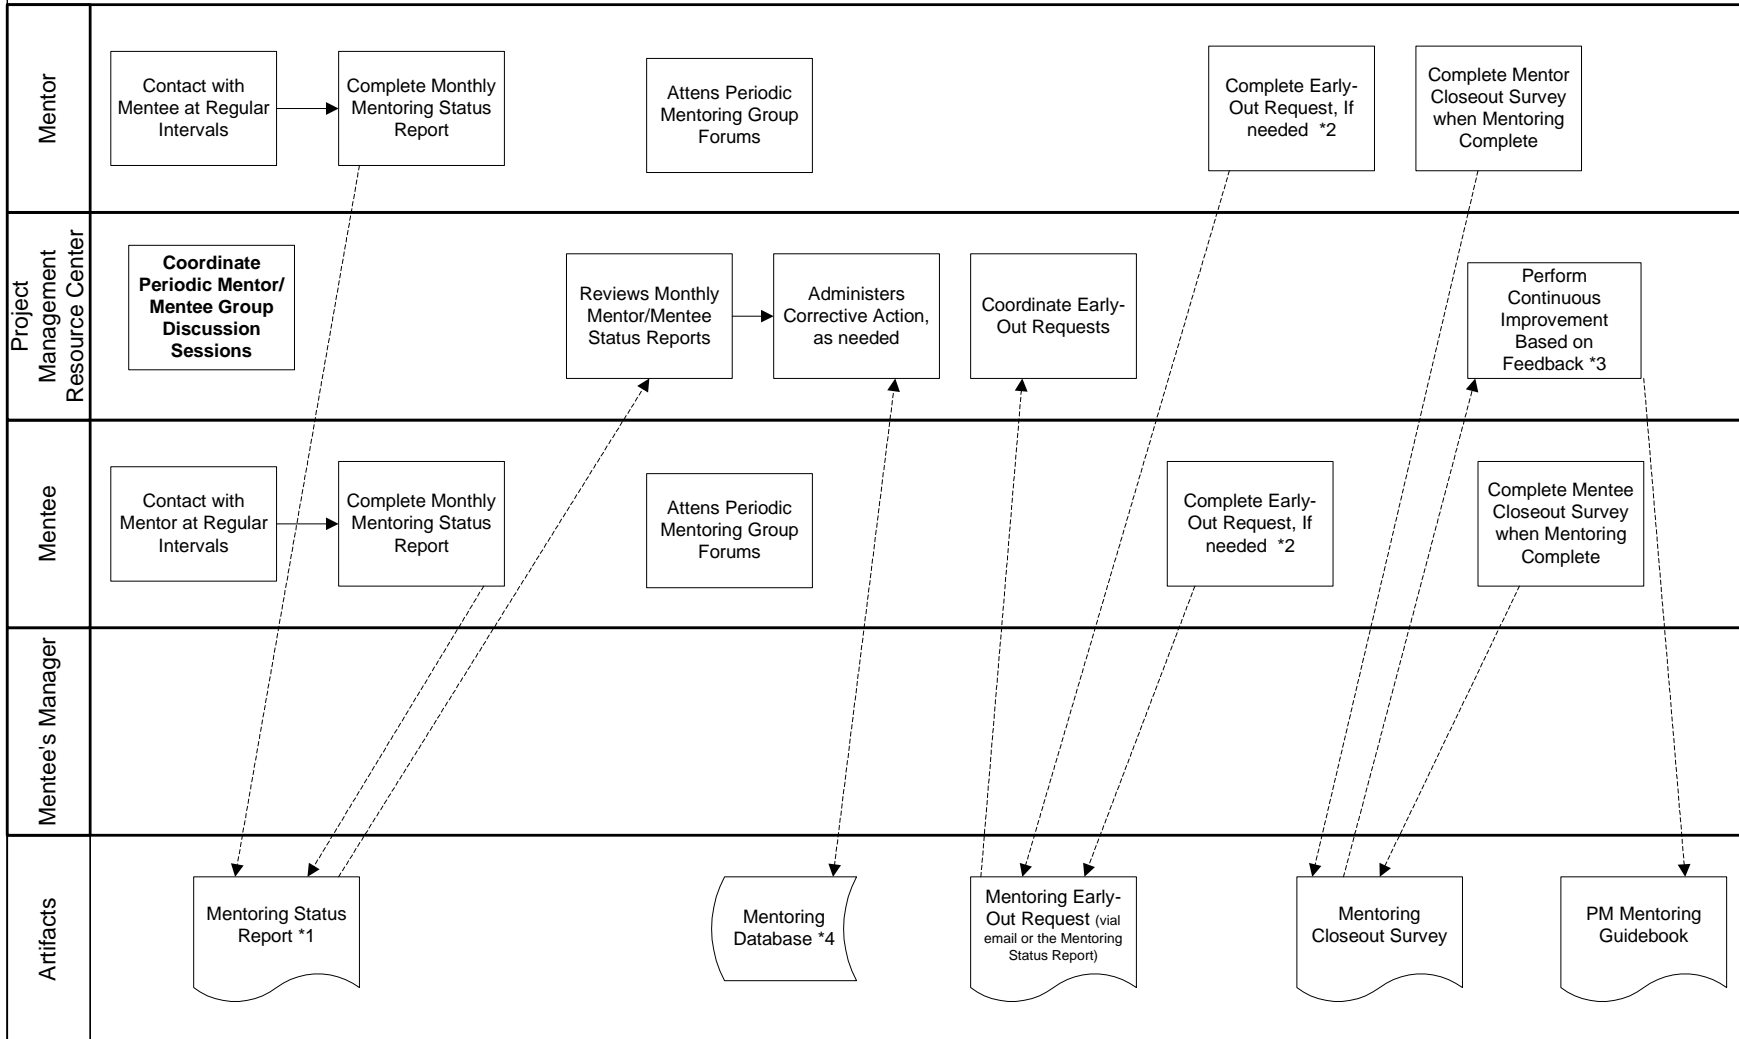 Mentor
Contact with
Mentee at Regular
Intervals
Complete Monthly
Mentoring Status
Report
Attens Periodic
Mentoring Group
Forums
Complete Early-
Out Request, If
needed *2
Complete Mentor
Closeout Survey
when Mentoring
Complete
Project
Management
Resource Center
Coordinate
Periodic Mentor/
Mentee Group
Discussion
Sessions
Reviews Monthly
Mentor/Mentee
Status Reports
Administers
Corrective Action,
as needed
Coordinate Early-
Out Requests
Perform
Continuous
Improvement
Based on
Feedback *3
Mentee
Contact with
Mentor at Regular
Intervals
Complete Monthly
Mentoring Status
Report
Attens Periodic
Mentoring Group
Forums
Complete Early-
Out Request, If
needed *2
Complete Mentee
Closeout Survey
when Mentoring
Complete
Mentee's Manager
Artifacts
Mentoring Status
Report *1
Mentoring
Database *4
Mentoring Early-
Out Request (vial
email or the Mentoring
Status Report)
Mentoring
Closeout Survey
PM Mentoring
Guidebook